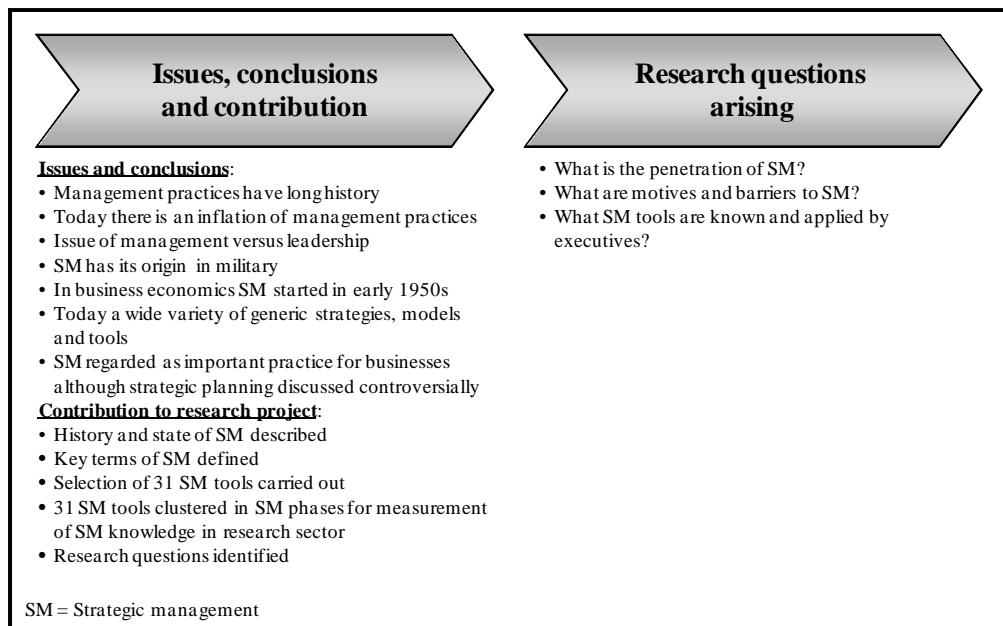 Issues, conclusions
and contribution
Issues and conclusions:
• Management practices have long history
• Today there is an inflation of management practices
• Issue of management versus leadership
• SM has its origin in military
• In business economics SM started in early 1950s
• Today a wide variety of generic strategies, models
and tools
• SM regarded as important practice for businesses
although strategic planning discussed controversially
Contribution to research project:
• History and state of SM described
• Key terms of SM defined
• Selection of 31 SM tools carried out
• 31 SM tools clustered in SM phases for measurement
of SM knowledge in research sector
• Research questions identified
Research questions
arising
• What is the penetration of SM?
• What are motives and barriers to SM?
• What SM tools are known and applied by
executives?
SM = Strategic management